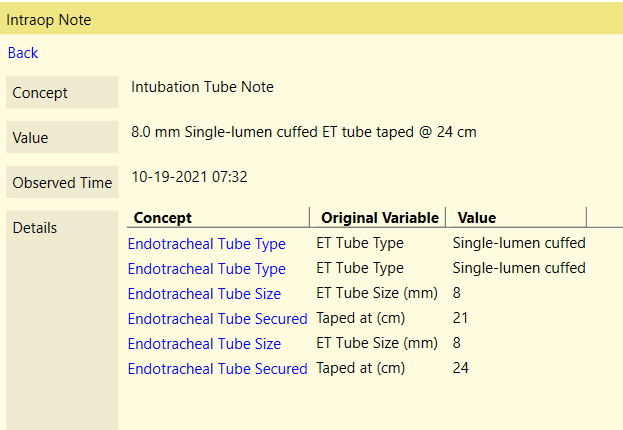 Intraop Note
Back
Concept Intubation Tube Note
Value 8.0 mm Single-lumen cuffed ET tube taped @ 24 cm
Observed Time 10-19-2021 07:32
Details
Concept Original Variable Value
Endotracheal Tube Type ET Tube Type Single-lumen cuffed
Endotracheal Tube Type ET Tube Type Single-lumen cuffed
Endotracheal Tube Size ET Tube Size (mm) 8
Endotracheal Tube Secured Taped at (cm) 21
Endotracheal Tube Size ET Tube Size (mm) 8
Endotracheal Tube Secured Taped at (cm) 24